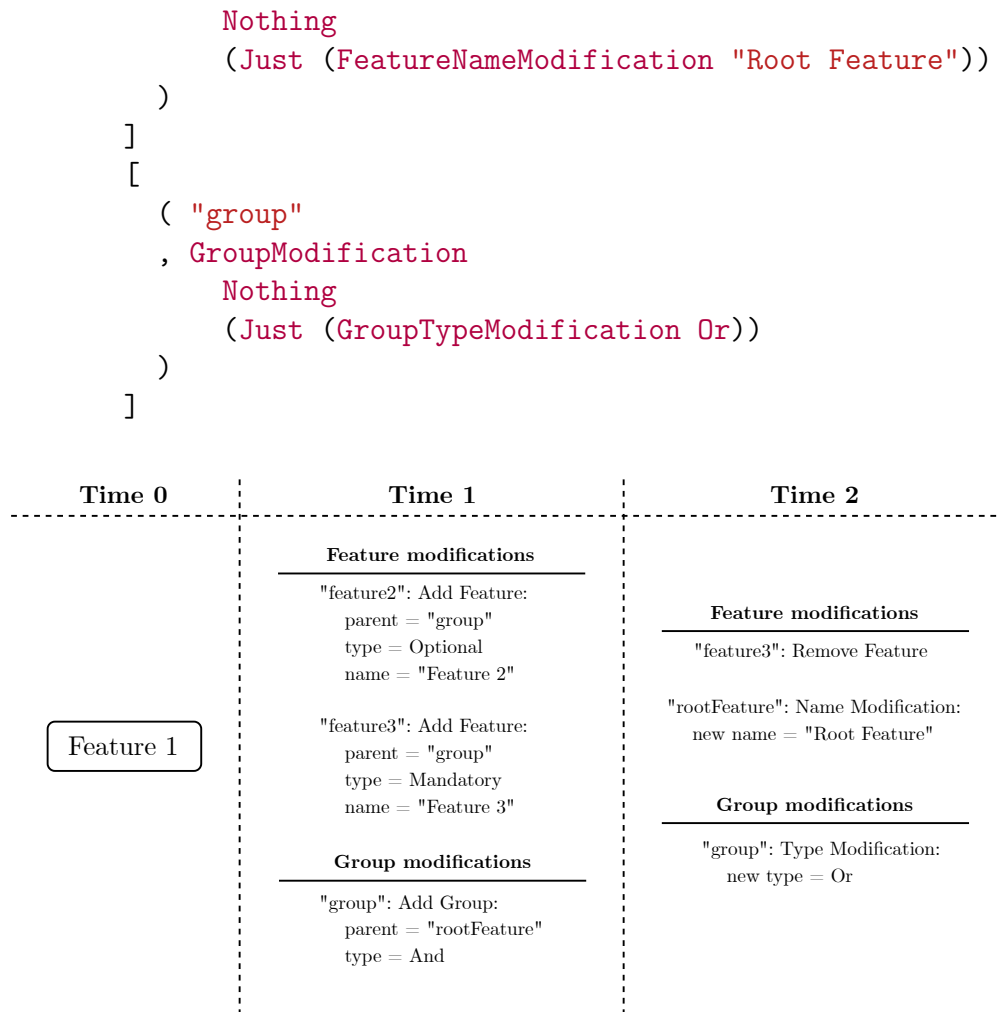 Nothing
(Just (FeatureNameModification "Root Feature"))
)
]
[
( "group"
, GroupModification
Nothing
(Just (GroupTypeModification Or))
)
]
Time 0
Time 1
Time 2
Feature 1
Feature modifications
"feature2": Add Feature:
parent = "group"
type = Optional
name = "Feature 2"
"feature3": Add Feature:
parent = "group"
type = Mandatory
name = "Feature 3"
Group modifications
"group": Add Group:
parent = "rootFeature"
type = And
Feature modifications
"feature3": Remove Feature
"rootFeature": Name Modification:
new name = "Root Feature"
Group modifications
"group": Type Modification:
new type = Or